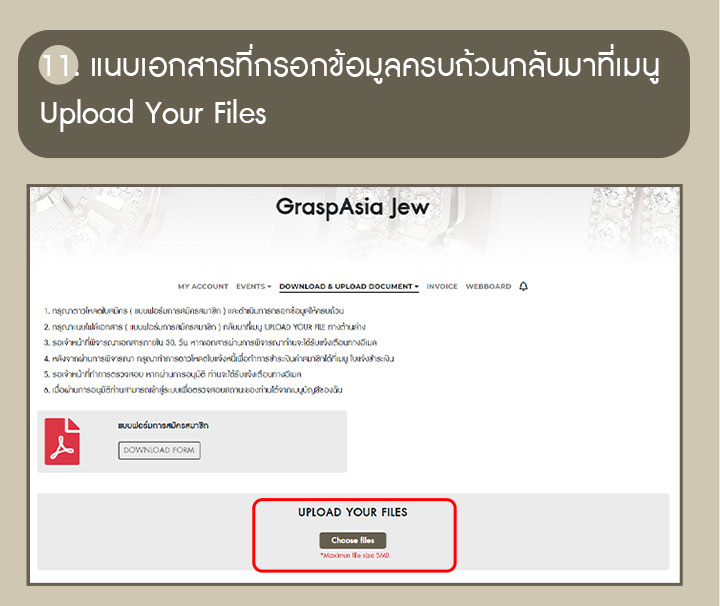 11. แนบเอกสารที่กรอกข้อมูลครบถ้วนกลับมาที่เมนู
Upload Your Files
GraspAsia Jew
MY ACCOUNT EVENTS DOWNLOAD & UPLOAD DOCUMENT INVOICE WEBBOARD
1. กรุณาดาวโหลดใบสมัคร ( แบบฟอร์มการสมัครสมาชิก ) และดำเนินการกรอกข้อมูลให้ครบถ้วน
2. กรุณาแนบไฟล์เอกสาร ( แบบฟอร์มการสมัครสมาชิก ) กลับมาที่เมนู UPLOAD YOUR FILE ทางด้านล่าง
3. รอเจ้าหน้าที่พิจารณาเอกสารภายใน 30. วัน หากเอกสารผ่านการพิจารณาท่านจะได้รับแจ้งเตือนทางอีเมล
4. หลังจากผ่านการพิจารณา กรุณาทำการดาวโหลดใบแจ้งหนี้เพื่อทำการชำระเงินค่าสมาชิกได้ที่เมนู ใบแจ้งชำระเงิน
5. รอเจ้าหน้าที่ทำการตรวจสอบ หากผ่านการอนุมัติ ท่านจะได้รับแจ้งเตือนทางอีเมล
6. เมื่อผ่านการอนุมัติท่านสามารถเข้าสู่ระบบเพื่อตรวจสอบสถานะของท่านได้จากเมนูบัญชีของฉัน
แบบฟอร์มการสมัครสมาชิก
DOWNLOAD FORM
UPLOAD YOUR FILES
Choose files
*Maximun file size 5MB